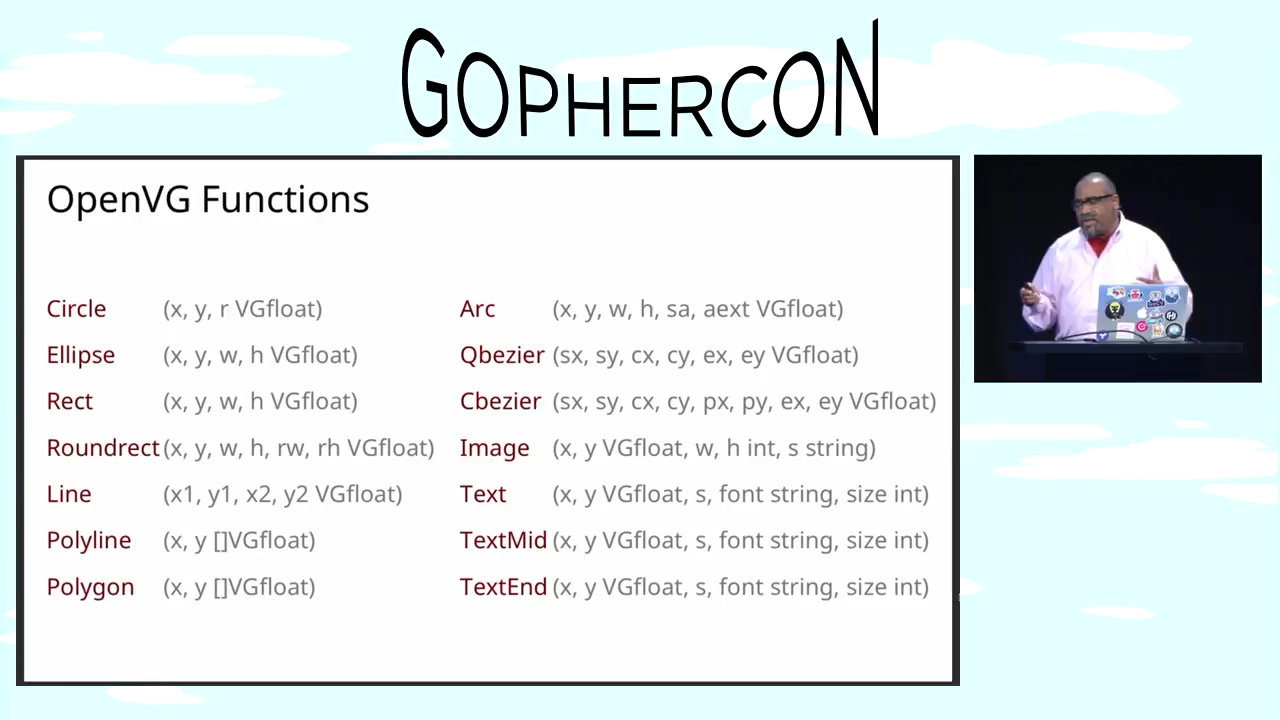 GOPHERCON
OpenVG Functions
Circle (x, y, r VGfloat)
Ellipse (x, y, w, h VGfloat)
Rect (x, y, w, h VGfloat)
Roundrect (x, y, w, h, rw, rh VGfloat)
Line (x1, y1, x2, y2 VGfloat)
Polyline (x, y []VGfloat)
Polygon (x, y []VGfloat)
Arc (x, y, w, h, sa, aext VGfloat)
Qbezier (sx, sy, cx, cy, ex, ey VGfloat)
Cbezier (sx, sy, cx, cy, px, py, ex, ey VGfloat)
Image (x, y VGfloat, w, h int, s string)
Text (x, y VGfloat, s, font string, size int)
TextMid (x, y VGfloat, s, font string, size int)
TextEnd (x, y VGfloat, s, font string, size int)